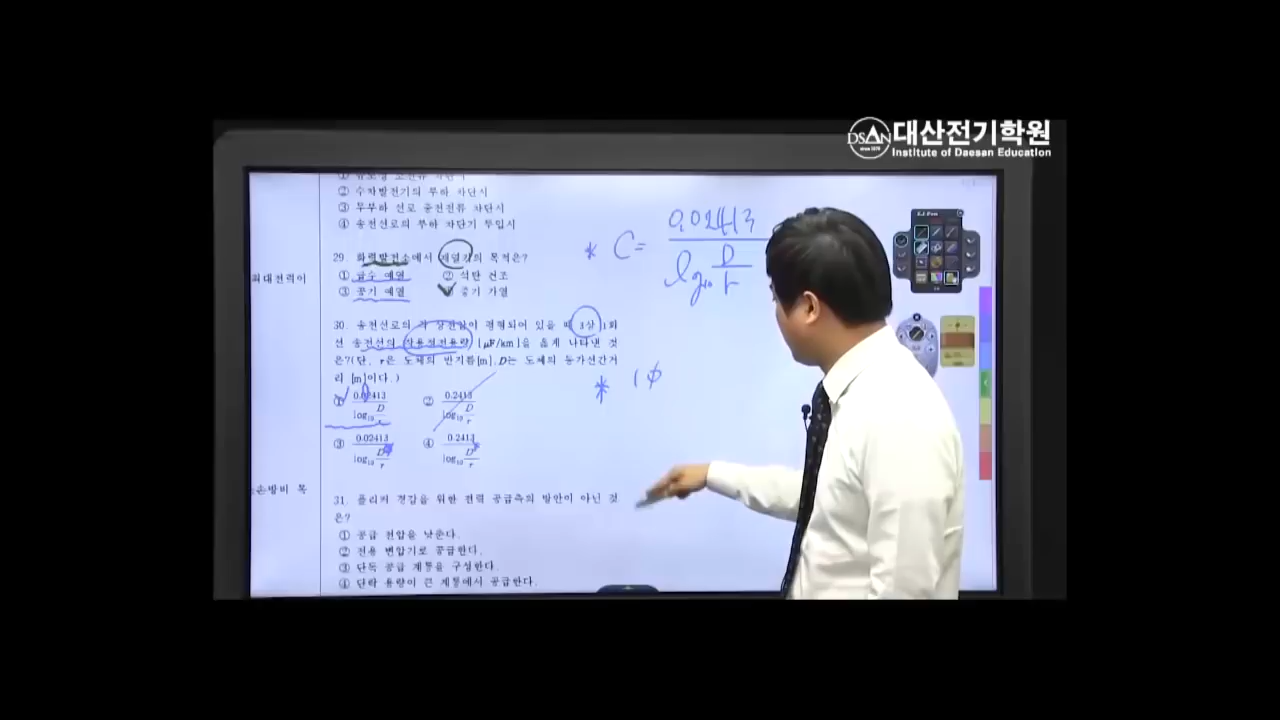 DSAN
since 1978
대산전기학원
Institute of Daesan Education
② 수차발전기의 부하 차단시
③ 무부하 선로 충전전류 차단시
④ 송전선로의 부하 차단기 투입시
29. 화력발전소에서 재열기의 목적은?
① 급수 예열 ② 석탄 건조
③ 공기 예열 증기 가열
최대전력이
30. 송전선로의 각 상전압이 평형되어 있을 때 3상 1회
선 송전선의 작용정전용량 [μF/km]을 옳게 나타낸 것
은?(단, r은 도체의 반지름[m], D는 도체의 등가선간거
리 [m]이다.)
① 0.02413 / log₁₀ D/r ② 0.2413 / log₁₀ D/r
③ 0.02413 / log₁₀ D/r ④ 0.2413 / log₁₀ D/r
손방비 목
31. 플리커 경감을 위한 전력 공급측의 방안이 아닌 것
은?
① 공급 전압을 낮춘다.
② 전용 변압기로 공급한다.
③ 단독 공급 계통을 구성한다.
④ 단락 용량이 큰 계통에서 공급한다.
* C = 0.02413 / log₁₀ D/r
* 1φ